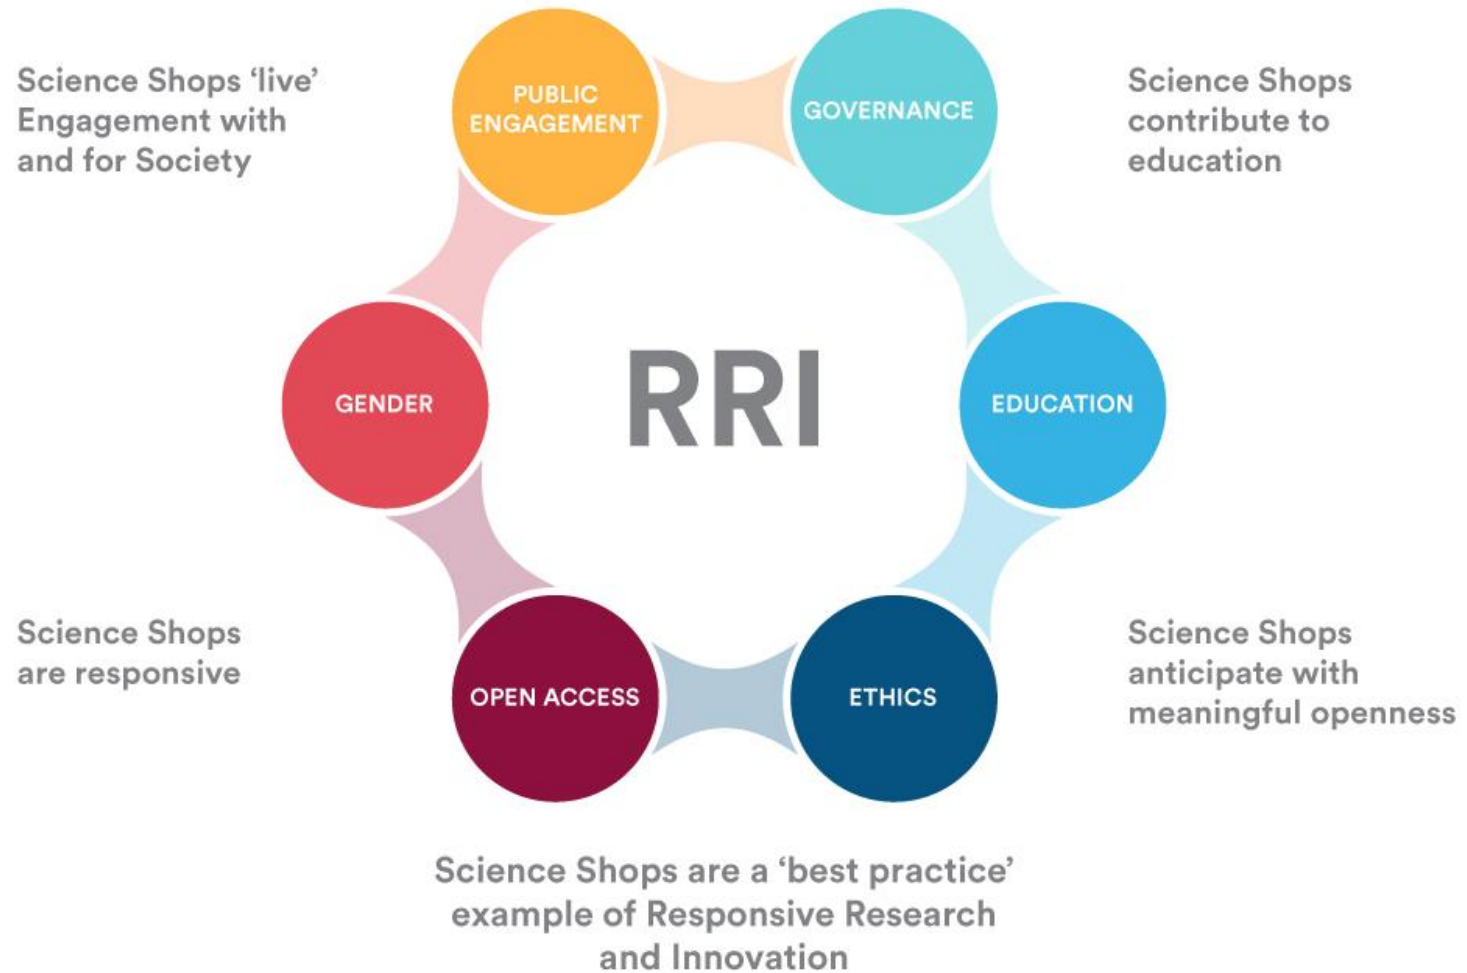 Science Shops ‘live’
Engagement with
and for Society
PUBLIC
ENGAGEMENT
GOVERNANCE
Science Shops
contribute to
education
GENDER
RRI
EDUCATION
Science Shops
are responsive
OPEN ACCESS
ETHICS
Science Shops
anticipate with
meaningful openness
Science Shops are a ‘best practice’
example of Responsive Research
and Innovation